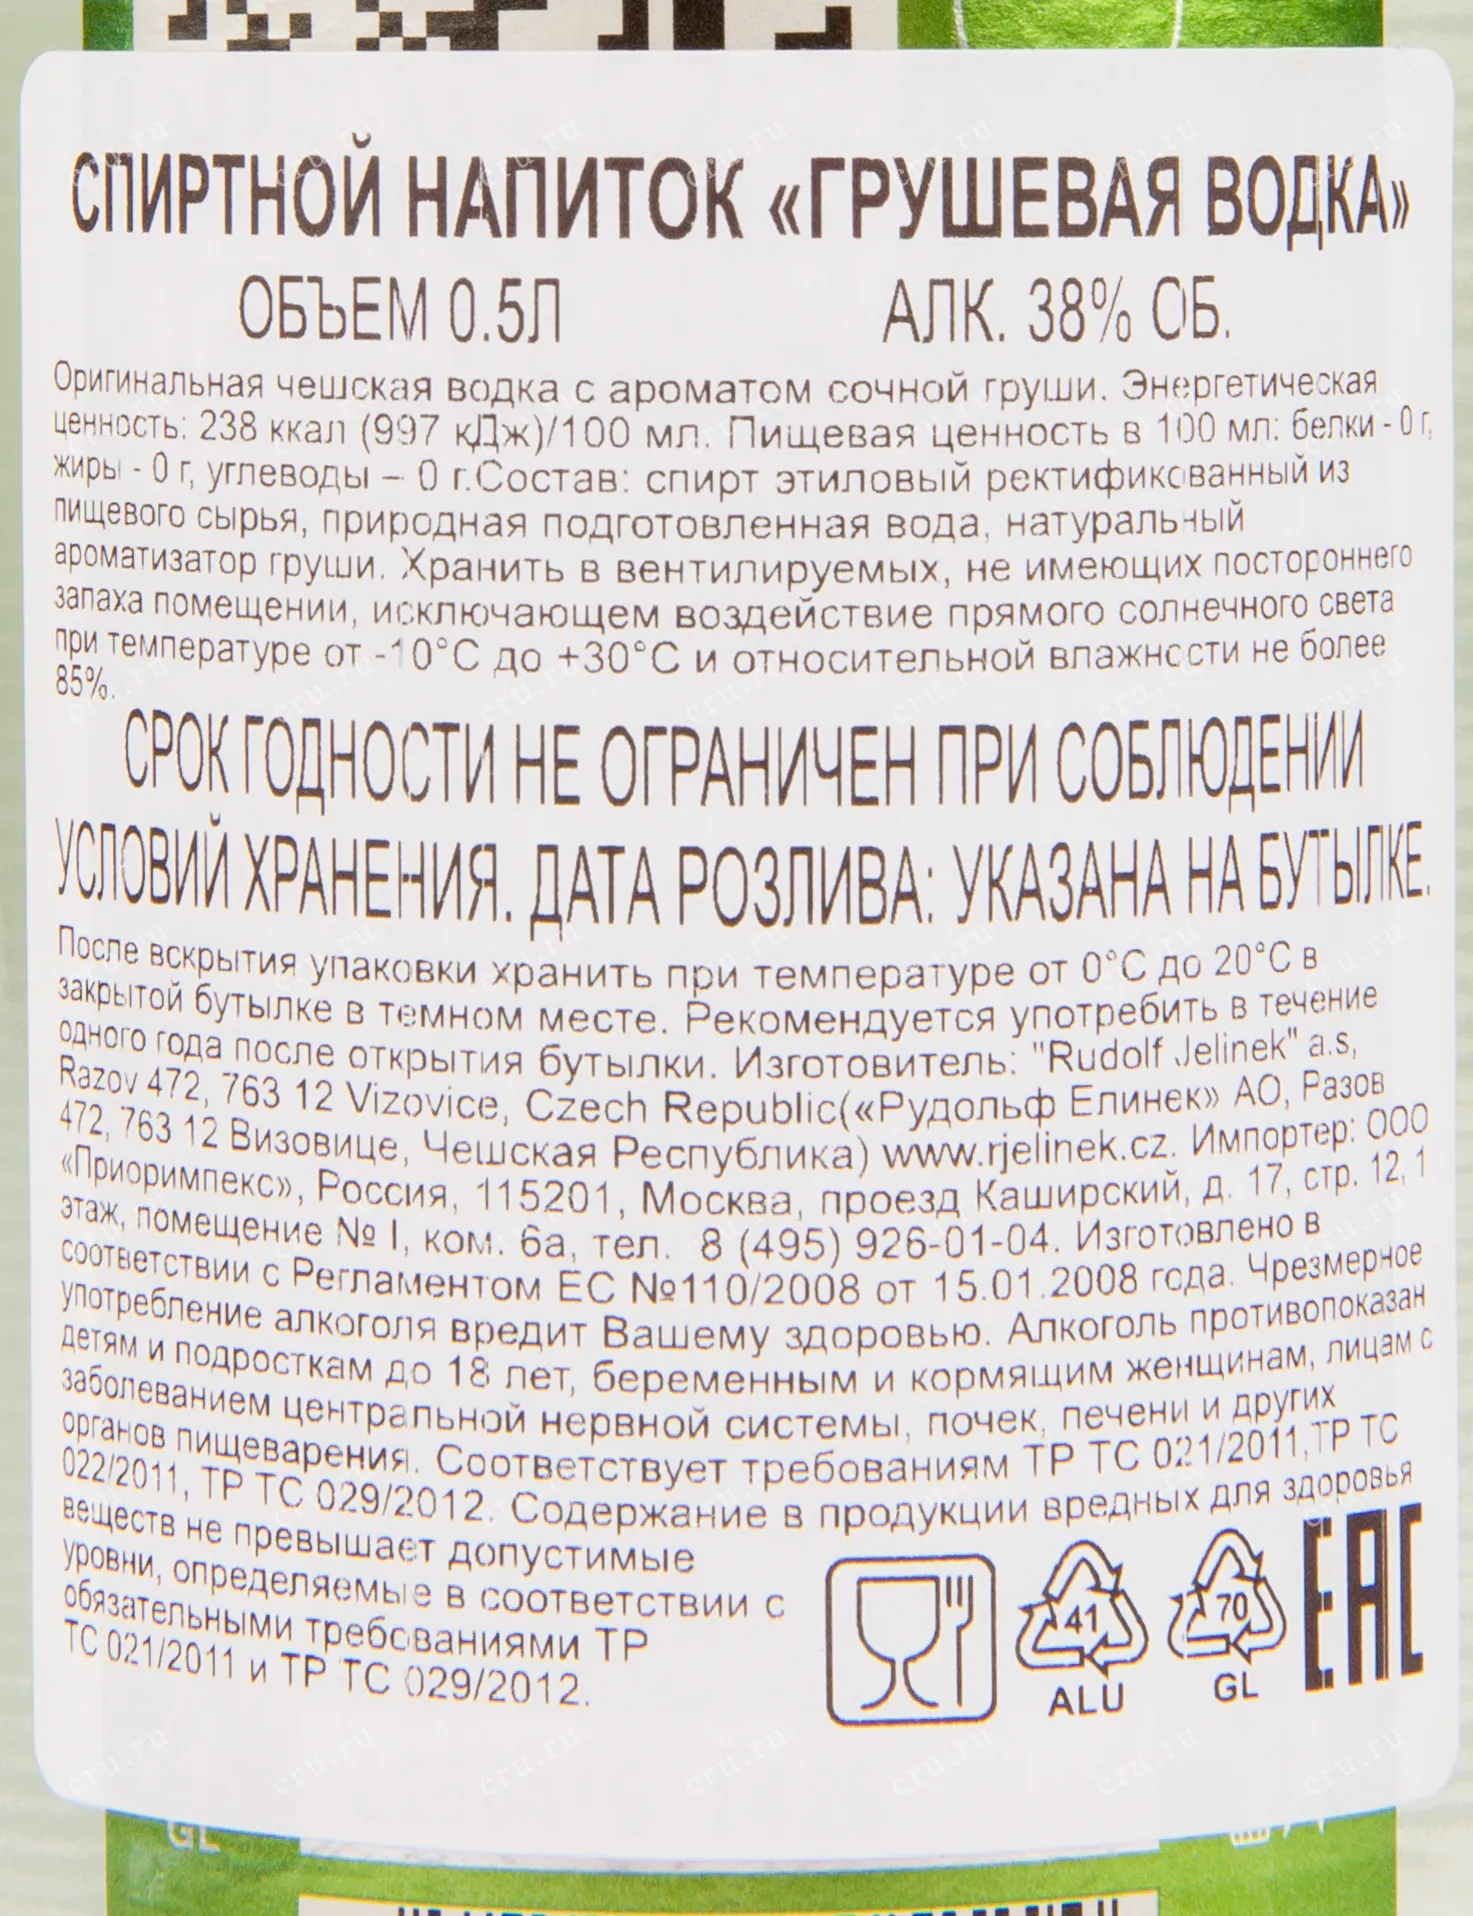 СПИРТНОЙ НАПИТОК «ГРУШЕВАЯ ВОДКА»
ОБЪЕМ 0.5Л АЛК. 38% ОБ.
Оригинальная чешская водка с ароматом сочной груши. Энергетическая
ценность: 238 ккал (997 кДж)/100 мл. Пищевая ценность в 100 мл: белки - 0 г,
жиры - 0 г, углеводы – 0 г.Состав: спирт этиловый ректификованный из
пищевого сырья, природная подготовленная вода, натуральный
ароматизатор груши. Хранить в вентилируемых, не имеющих постороннего
запаха помещении, исключающем воздействие прямого солнечного света
при температуре от -10°С до +30°С и относительной влажности не более
85%.
СРОК ГОДНОСТИ НЕ ОГРАНИЧЕН ПРИ СОБЛЮДЕНИИ
УСЛОВИЙ ХРАНЕНИЯ. ДАТА РОЗЛИВА: УКАЗАНА НА БУТЫЛКЕ.
После вскрытия упаковки хранить при температуре от 0°С до 20°С в
закрытой бутылке в темном месте. Рекомендуется употребить в течение
одного года после открытия бутылки. Изготовитель: "Rudolf Jelinek" a.s,
Razov 472, 763 12 Vizovice, Czech Republic(«Рудольф Елинек» АО, Разов
472, 763 12 Визовице, Чешская Республика) www.rjelinek.cz. Импортер: ООО
«Приоримпекс», Россия, 115201, Москва, проезд Каширский, д. 17, стр. 12, 1
этаж, помещение № I, ком. 6а, тел. 8 (495) 926-01-04. Изготовлено в
соответствии с Регламентом ЕС №110/2008 от 15.01.2008 года. Чрезмерное
употребление алкоголя вредит Вашему здоровью. Алкоголь противопоказан
детям и подросткам до 18 лет, беременным и кормящим женщинам, лицам с
заболеванием центральной нервной системы, почек, печени и других
органов пищеварения. Соответствует требованиям ТР ТС 021/2011,ТР ТС
022/2011, ТР ТС 029/2012. Содержание в продукции вредных для здоровья
веществ не превышает допустимые
уровни, определяемые в соответствии с
обязательными требованиями ТР
ТС 021/2011 и ТР ТС 029/2012.
41
ALU
70
GL
EAC
GL
cru.ru